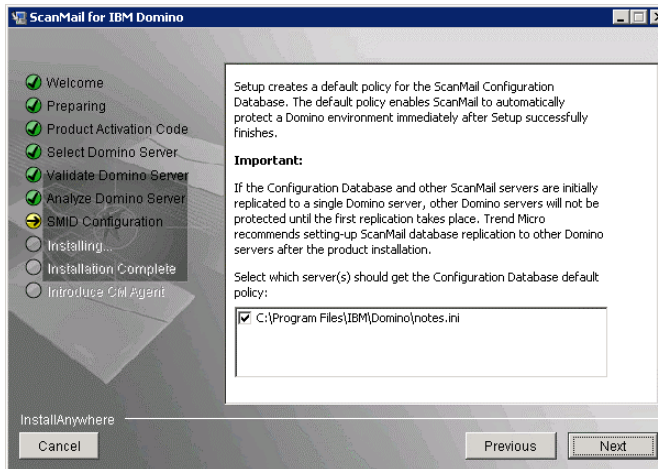 ScanMail for IBM Domino
Welcome
Preparing
Product Activation Code
Select Domino Server
Validate Domino Server
Analyze Domino Server
SMID Configuration
Installing...
Installation Complete
Introduce CM Agent
Setup creates a default policy for the ScanMail Configuration
Database. The default policy enables ScanMail to automatically
protect a Domino environment immediately after Setup successfully
finishes.
Important:
If the Configuration Database and other ScanMail servers are initially
replicated to a single Domino server, other Domino servers will not be
protected until the first replication takes place. Trend Micro
recommends setting-up ScanMail database replication to other Domino
servers after the product installation.
Select which server(s) should get the Configuration Database default
policy:
C:\Program Files\IBM\Domino\notes.ini
InstallAnywhere
Cancel
Previous
Next